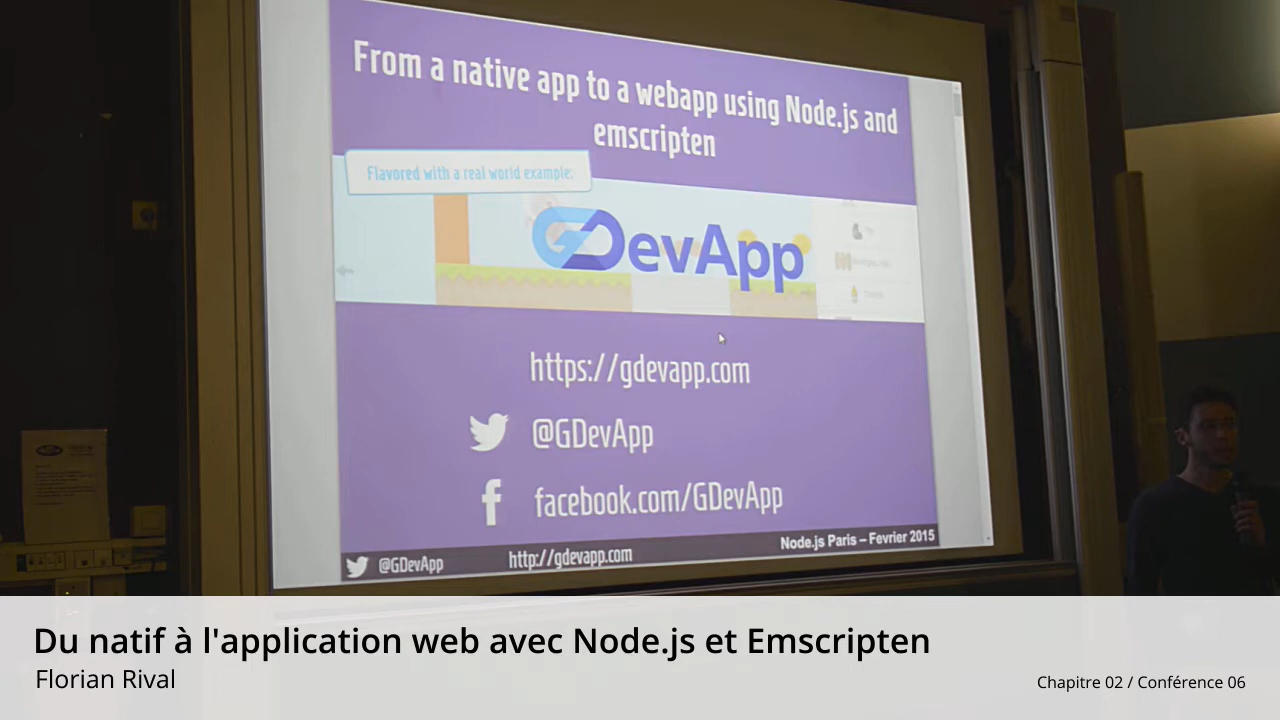 From a native app to a webapp using Node.js and
emscripten
Flavored with a real world example:
GDevApp
https://gdevapp.com
@GDevApp
facebook.com/GDevApp
@GDevApp
http://gdevapp.com
Node.js Paris – Fevrier 2015
Du natif à l'application web avec Node.js et Emscripten
Florian Rival
Chapitre 02 / Conférence 06